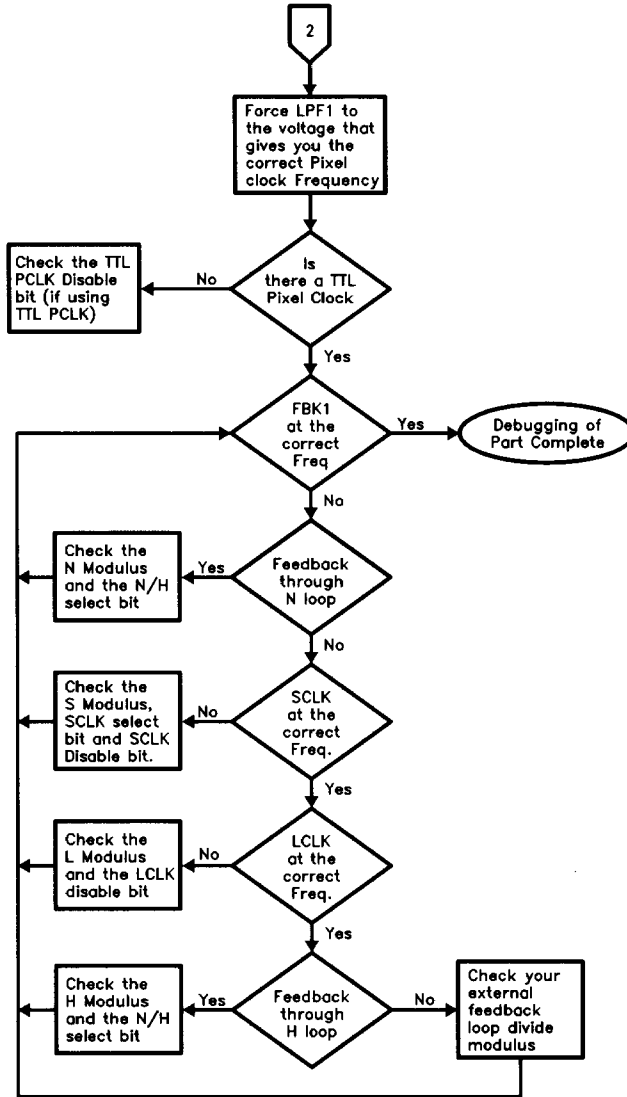 2
Force LPF1 to
the voltage that
gives you the
correct Pixel
clock Frequency
Is
there a TTL
Pixel Clock
No
Check the TTL
PCLK Disable
bit (if using
TTL PCLK)
Yes
FBK1
at the
correct
Freq
Yes
Debugging of
Part Complete
No
Feedback
through
N loop
Yes
Check the
N Modulus
and the N/H
select bit
No
SCLK
at the
correct
Freq.
No
Check the
S Modulus,
SCLK select
bit and SCLK
Disable bit.
Yes
LCLK
at the
correct
Freq.
No
Check the
L Modulus
and the LCLK
disable bit
Yes
Feedback
through
H loop
Yes
Check the
H Modulus
and the N/H
select bit
No
Check your
external
feedback
loop divide
modulus